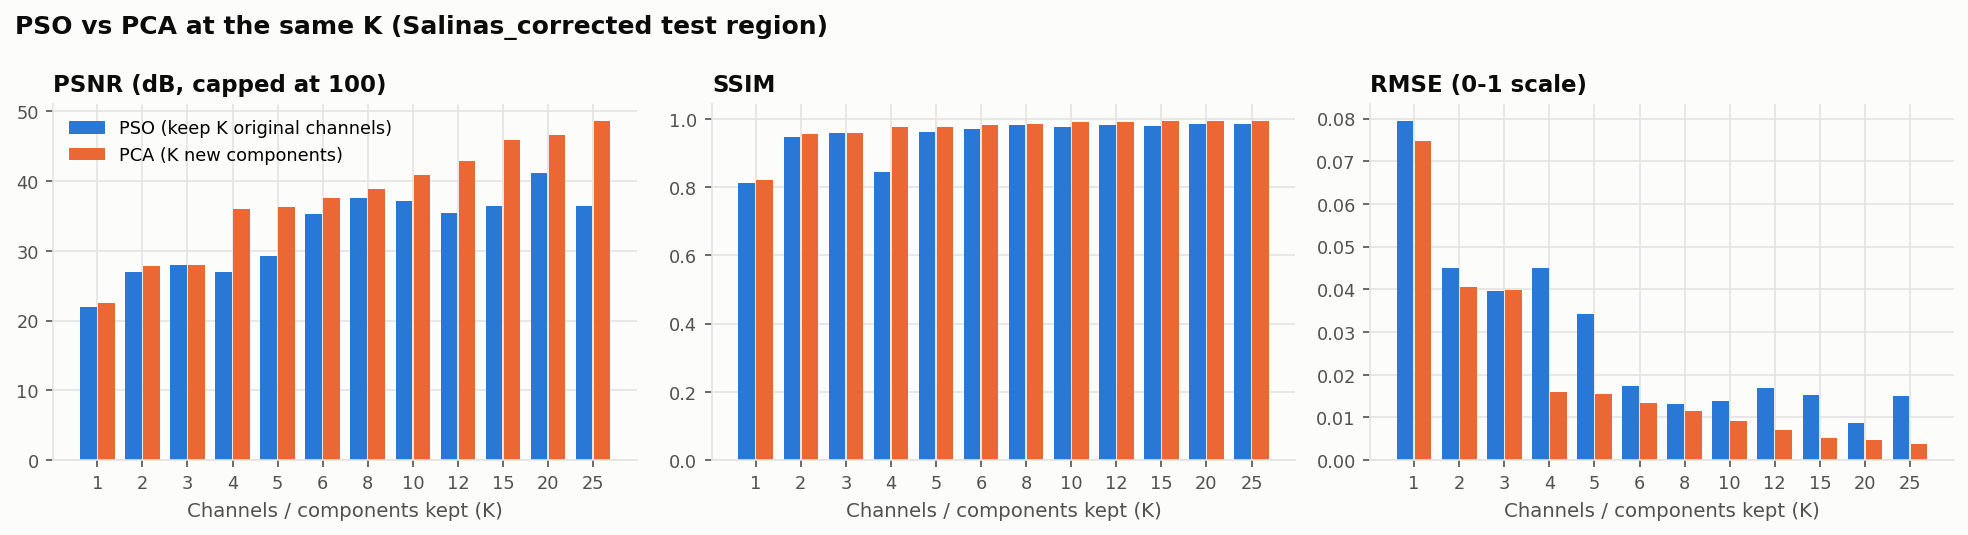 PSO vs PCA at the same K (Salinas_corrected test region)
PSNR (dB, capped at 100)
PSO (keep K original channels)
PCA (K new components)
50
40
30
20
10
0
1 2 3 4 5 6 8 10 12 15 20 25
Channels / components kept (K)
SSIM
1.0
0.8
0.6
0.4
0.2
0.0
1 2 3 4 5 6 8 10 12 15 20 25
Channels / components kept (K)
RMSE (0-1 scale)
0.08
0.07
0.06
0.05
0.04
0.03
0.02
0.01
0.00
1 2 3 4 5 6 8 10 12 15 20 25
Channels / components kept (K)